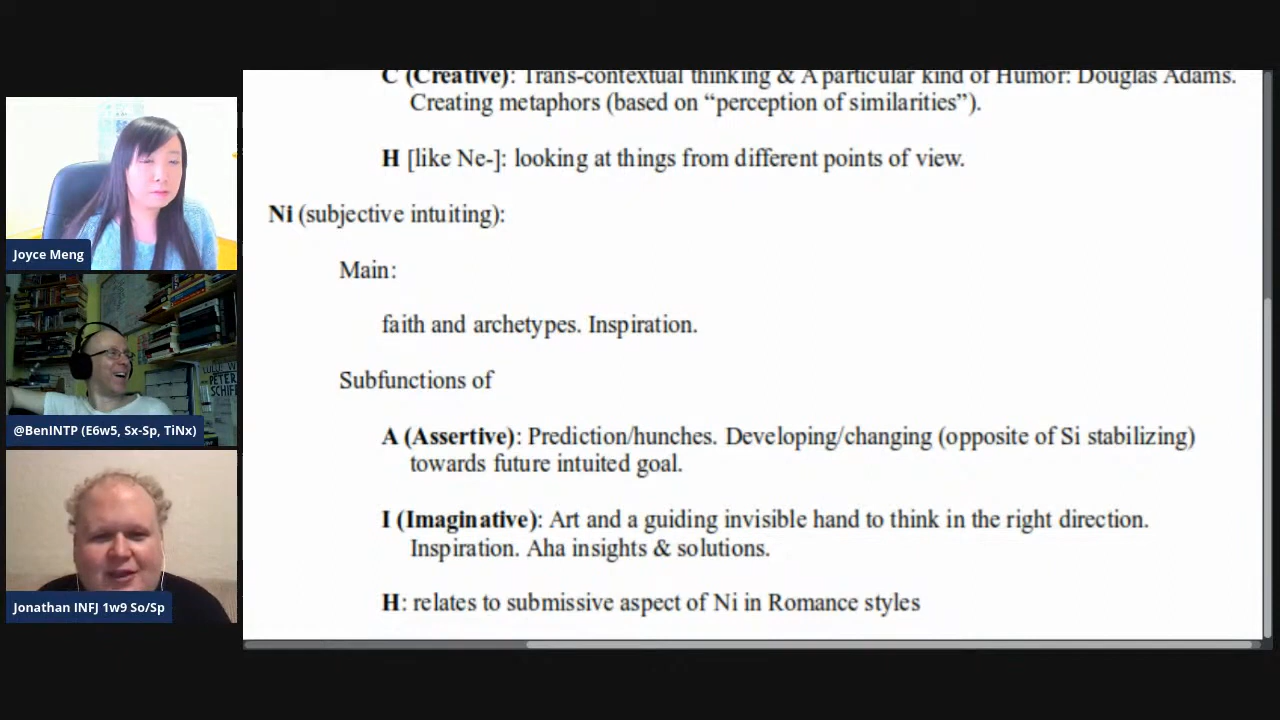 C (Creative): Trans-contextual thinking & A particular kind of Humor: Douglas Adams.
Creating metaphors (based on “perception of similarities”).
H [like Ne-]: looking at things from different points of view.
Ni (subjective intuiting):
Main:
faith and archetypes. Inspiration.
Subfunctions of
A (Assertive): Prediction/hunches. Developing/changing (opposite of Si stabilizing)
towards future intuited goal.
I (Imaginative): Art and a guiding invisible hand to think in the right direction.
Inspiration. Aha insights & solutions.
H: relates to submissive aspect of Ni in Romance styles
Joyce Meng
PETER
SCHIFF
@BenINTP (E6w5, Sx-Sp, TiNx)
Jonathan INFJ 1w9 So/Sp